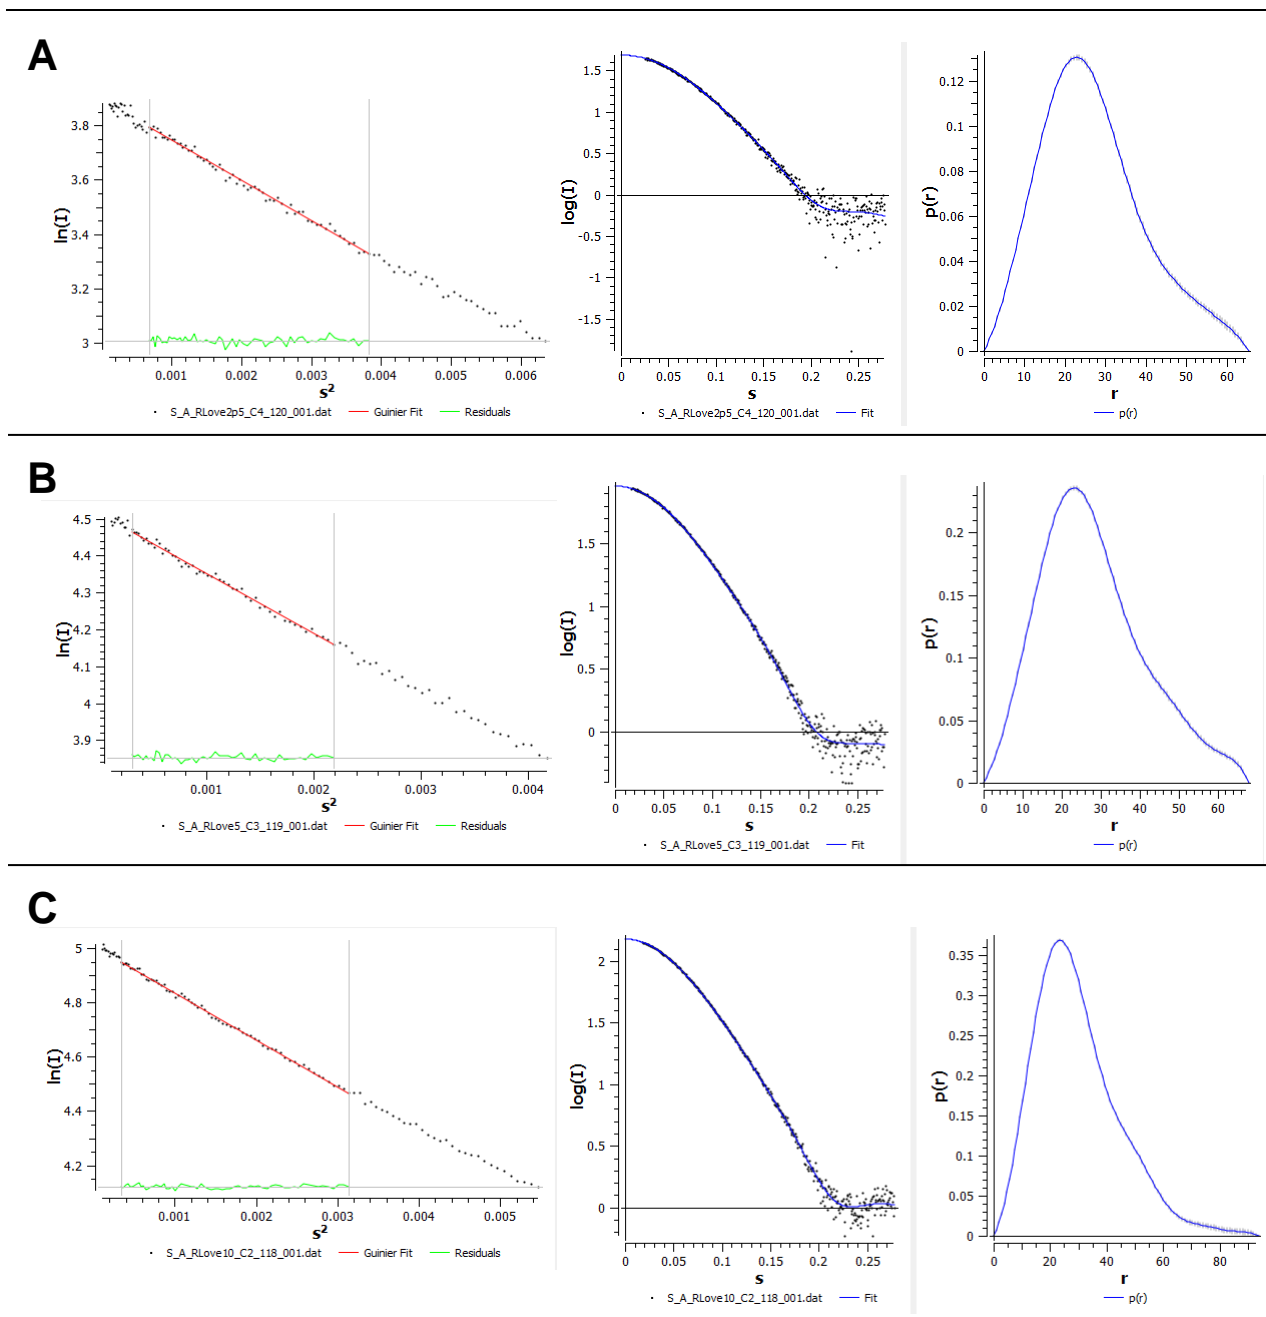 A
ln(I)
3.8
3.6
3.4
3.2
3
0.001 0.002 0.003 0.004 0.005 0.006
s2
S_A_RLove2p5_C4_120_001.dat Guinier Fit Residuals
log(I)
1.5
1
0.5
0
-0.5
-1
-1.5
0 0.05 0.1 0.15 0.2 0.25
s
S_A_RLove2p5_C4_120_001.dat Fit
p(r)
0.12
0.1
0.08
0.06
0.04
0.02
0
0 10 20 30 40 50 60
r
p(r)
B
ln(I)
4.5
4.4
4.3
4.2
4.1
4
3.9
0.001 0.002 0.003 0.004
s2
S_A_RLove5_C3_119_001.dat Guinier Fit Residuals
log(I)
1.5
1
0.5
0
0 0.05 0.1 0.15 0.2 0.25
s
S_A_RLove5_C3_119_001.dat Fit
p(r)
0.2
0.15
0.1
0.05
0
0 10 20 30 40 50 60
r
p(r)
C
ln(I)
5
4.8
4.6
4.4
4.2
0.001 0.002 0.003 0.004 0.005
s2
S_A_RLove10_C2_118_001.dat Guinier Fit Residuals
log(I)
2
1.5
1
0.5
0
0 0.05 0.1 0.15 0.2 0.25
s
S_A_RLove10_C2_118_001.dat Fit
p(r)
0.35
0.3
0.25
0.2
0.15
0.1
0.05
0
0 20 40 60 80
r
p(r)